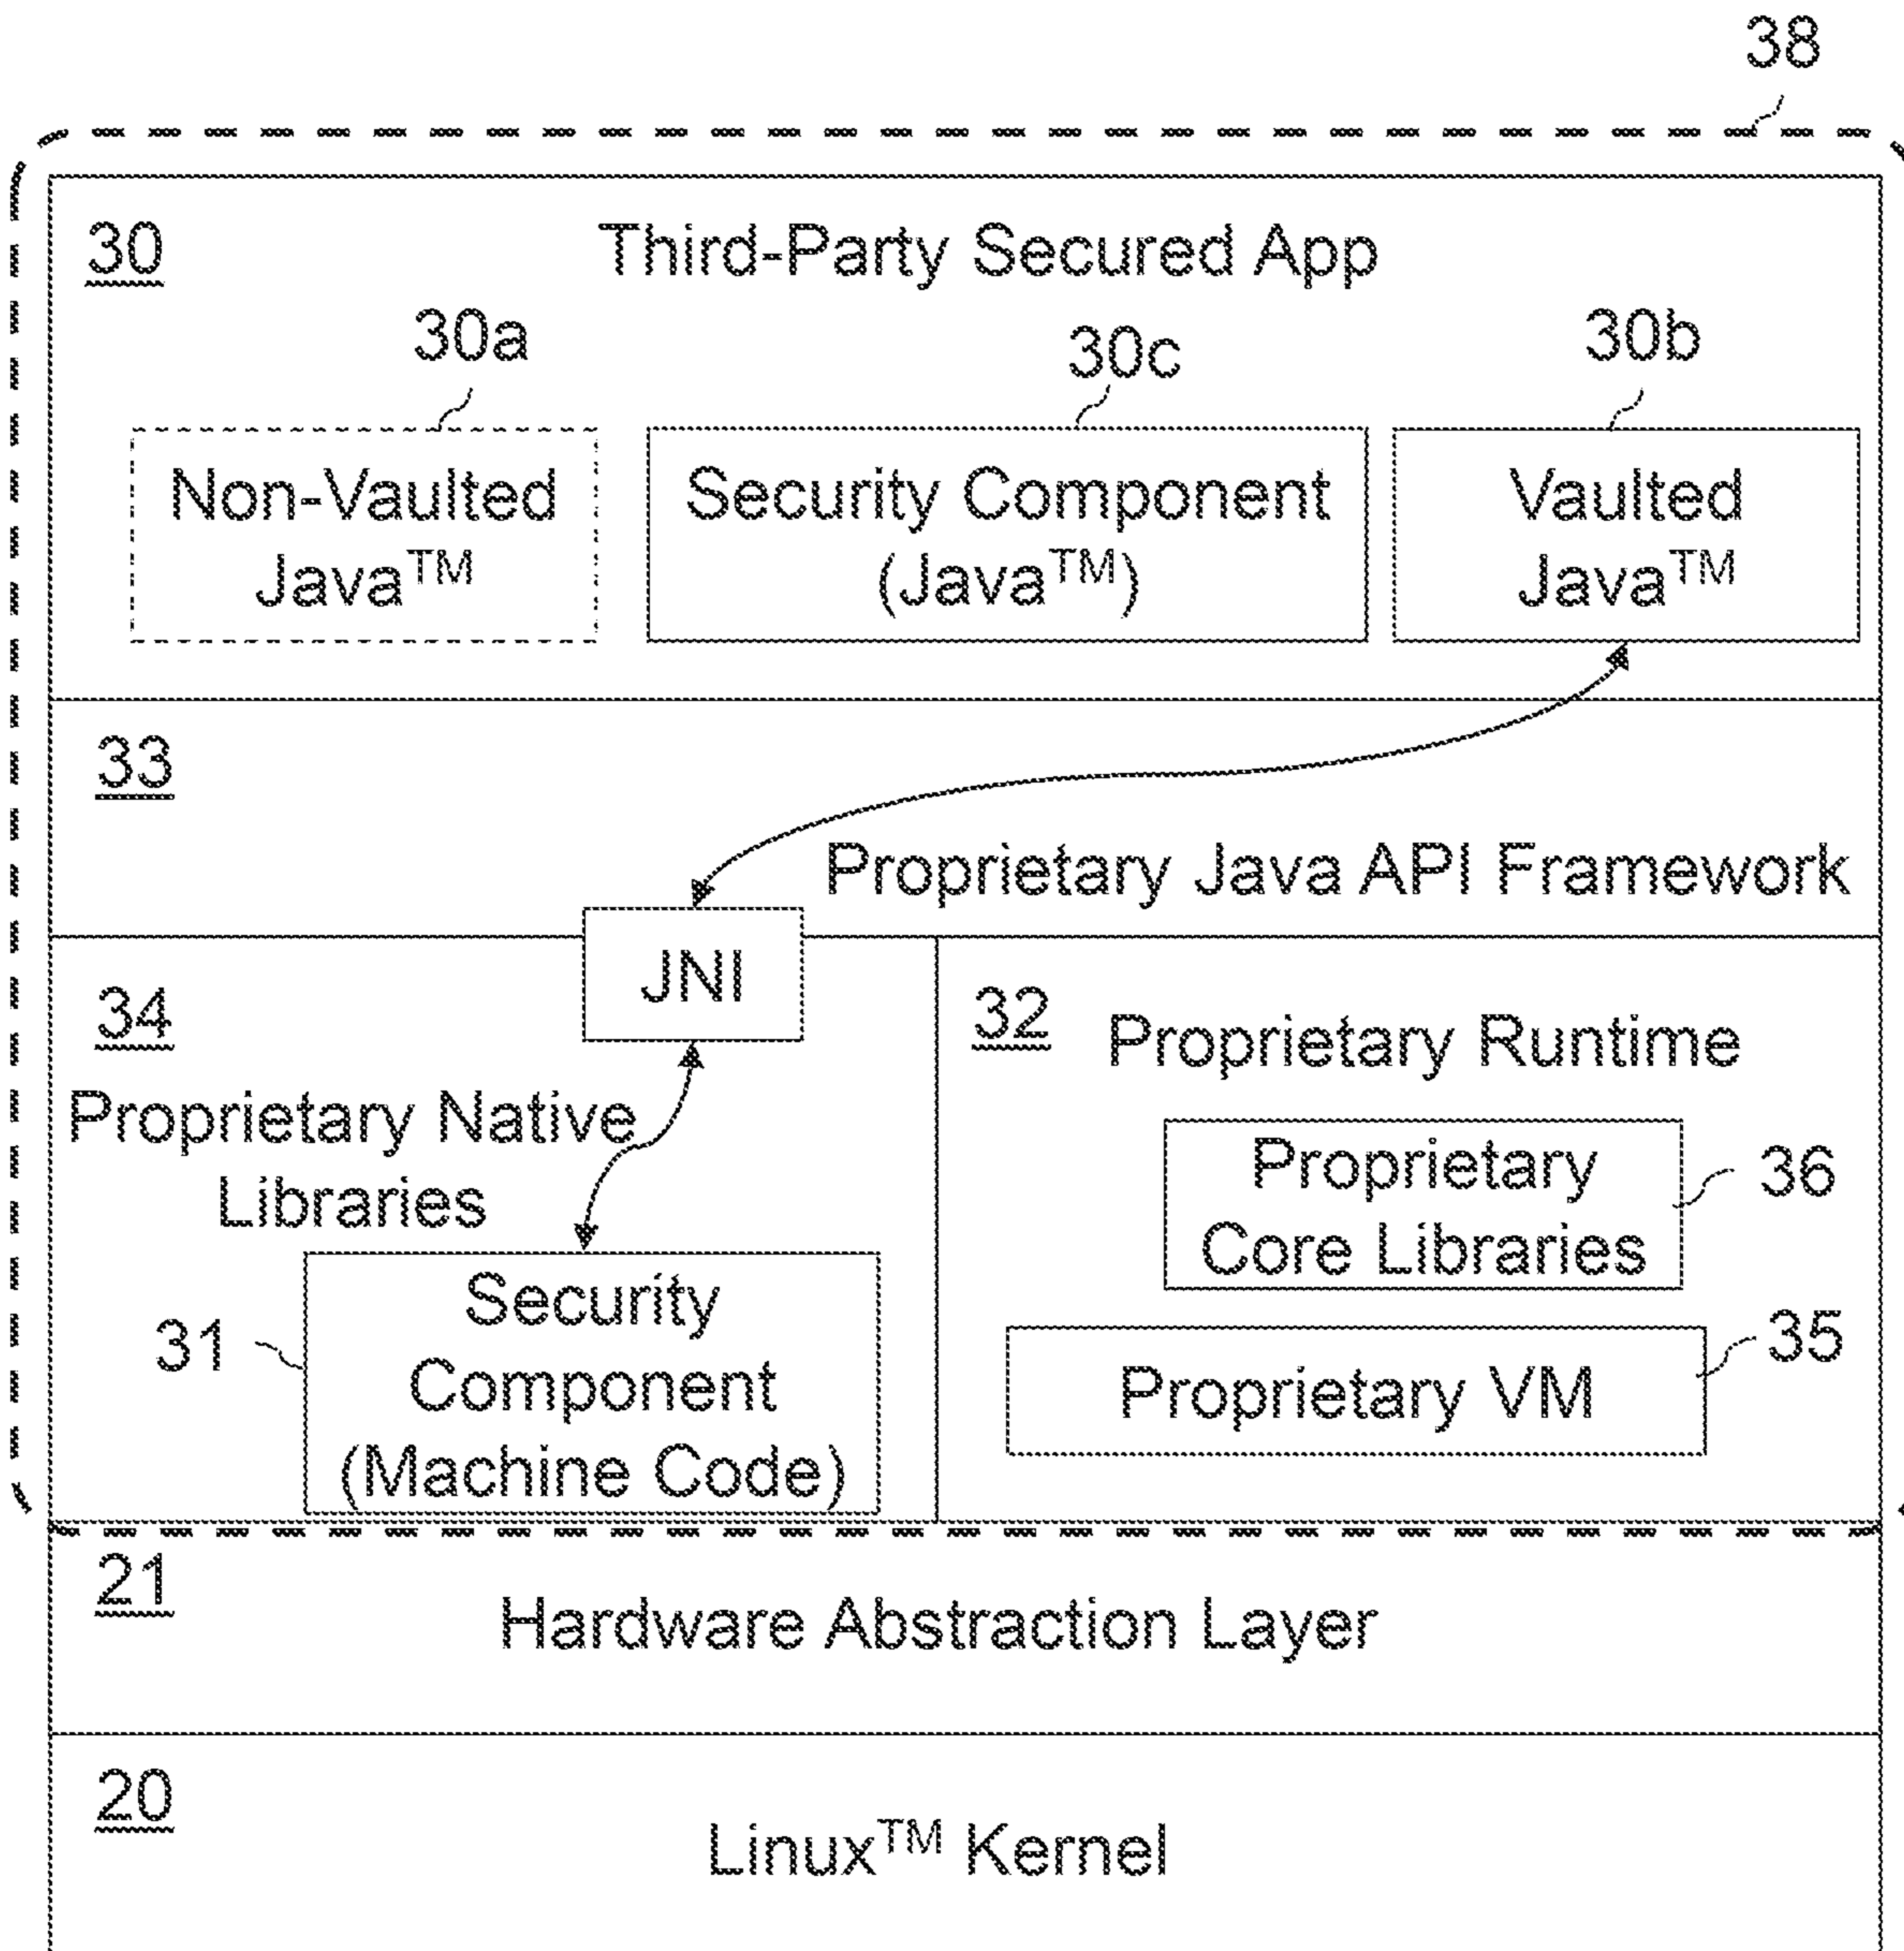 38
30
Third-Party Secured App
30a
30c
30b
Non-Vaulted
Java™
Security Component
(Java™)
Vaulted
Java™
33
Proprietary Java API Framework
JNI
34
Proprietary Native
Libraries
32
Proprietary Runtime
Proprietary
Core Libraries
36
31
Security
Component
(Machine Code)
Proprietary VM
35
21
Hardware Abstraction Layer
20
Linux™ Kernel